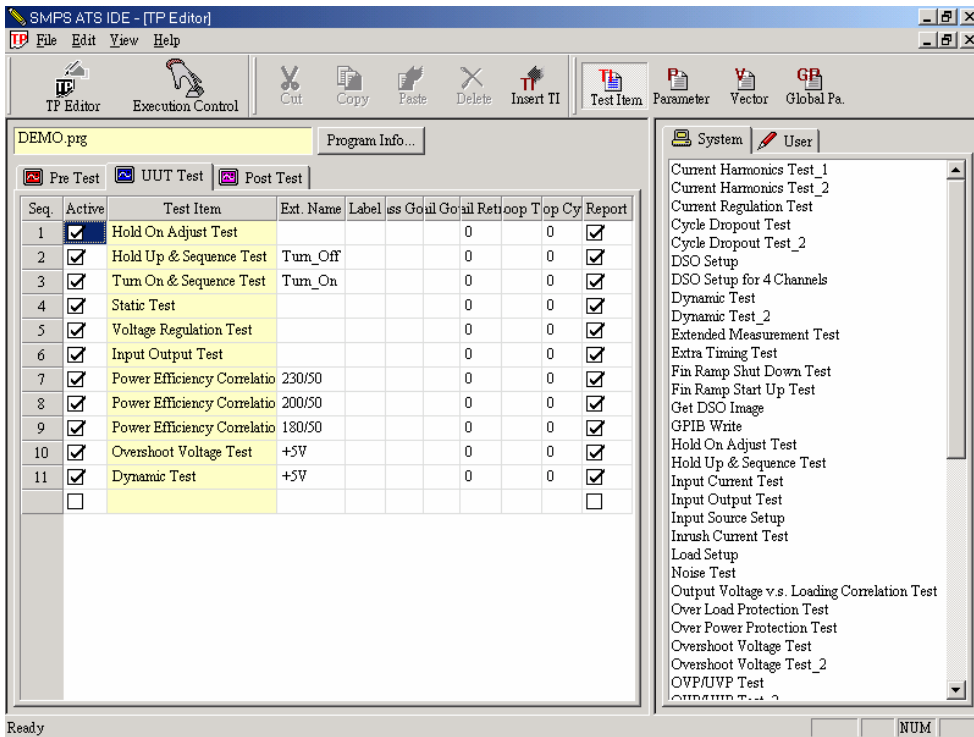 SMPS ATS IDE - [TP Editor]
TP File Edit View Help
TP Editor Execution Control Cut Copy Paste Delete Insert TI Test Item Parameter Vector Global Pa.
DEMO.prg Program Info...
Pre Test UUT Test Post Test
Seq. Active Test Item Ext. Name Label ss Go il Go ail Retr oop T op Cy Report
1 Hold On Adjust Test 0 0
2 Hold Up & Sequence Test Turn_Off 0 0
3 Turn On & Sequence Test Turn_On 0 0
4 Static Test 0 0
5 Voltage Regulation Test 0 0
6 Input Output Test 0 0
7 Power Efficiency Correlatio 230/50 0 0
8 Power Efficiency Correlatio 200/50 0 0
9 Power Efficiency Correlatio 180/50 0 0
10 Overshoot Voltage Test +5V 0 0
11 Dynamic Test +5V 0 0
System User
Current Harmonics Test_1
Current Harmonics Test_2
Current Regulation Test
Cycle Dropout Test
Cycle Dropout Test_2
DSO Setup
DSO Setup for 4 Channels
Dynamic Test
Dynamic Test_2
Extended Measurement Test
Extra Timing Test
Fin Ramp Shut Down Test
Fin Ramp Start Up Test
Get DSO Image
GPIB Write
Hold On Adjust Test
Hold Up & Sequence Test
Input Current Test
Input Output Test
Input Source Setup
Inrush Current Test
Load Setup
Noise Test
Output Voltage v.s. Loading Correlation Test
Over Load Protection Test
Over Power Protection Test
Overshoot Voltage Test
Overshoot Voltage Test_2
OVP/UVP Test
Ready NUM